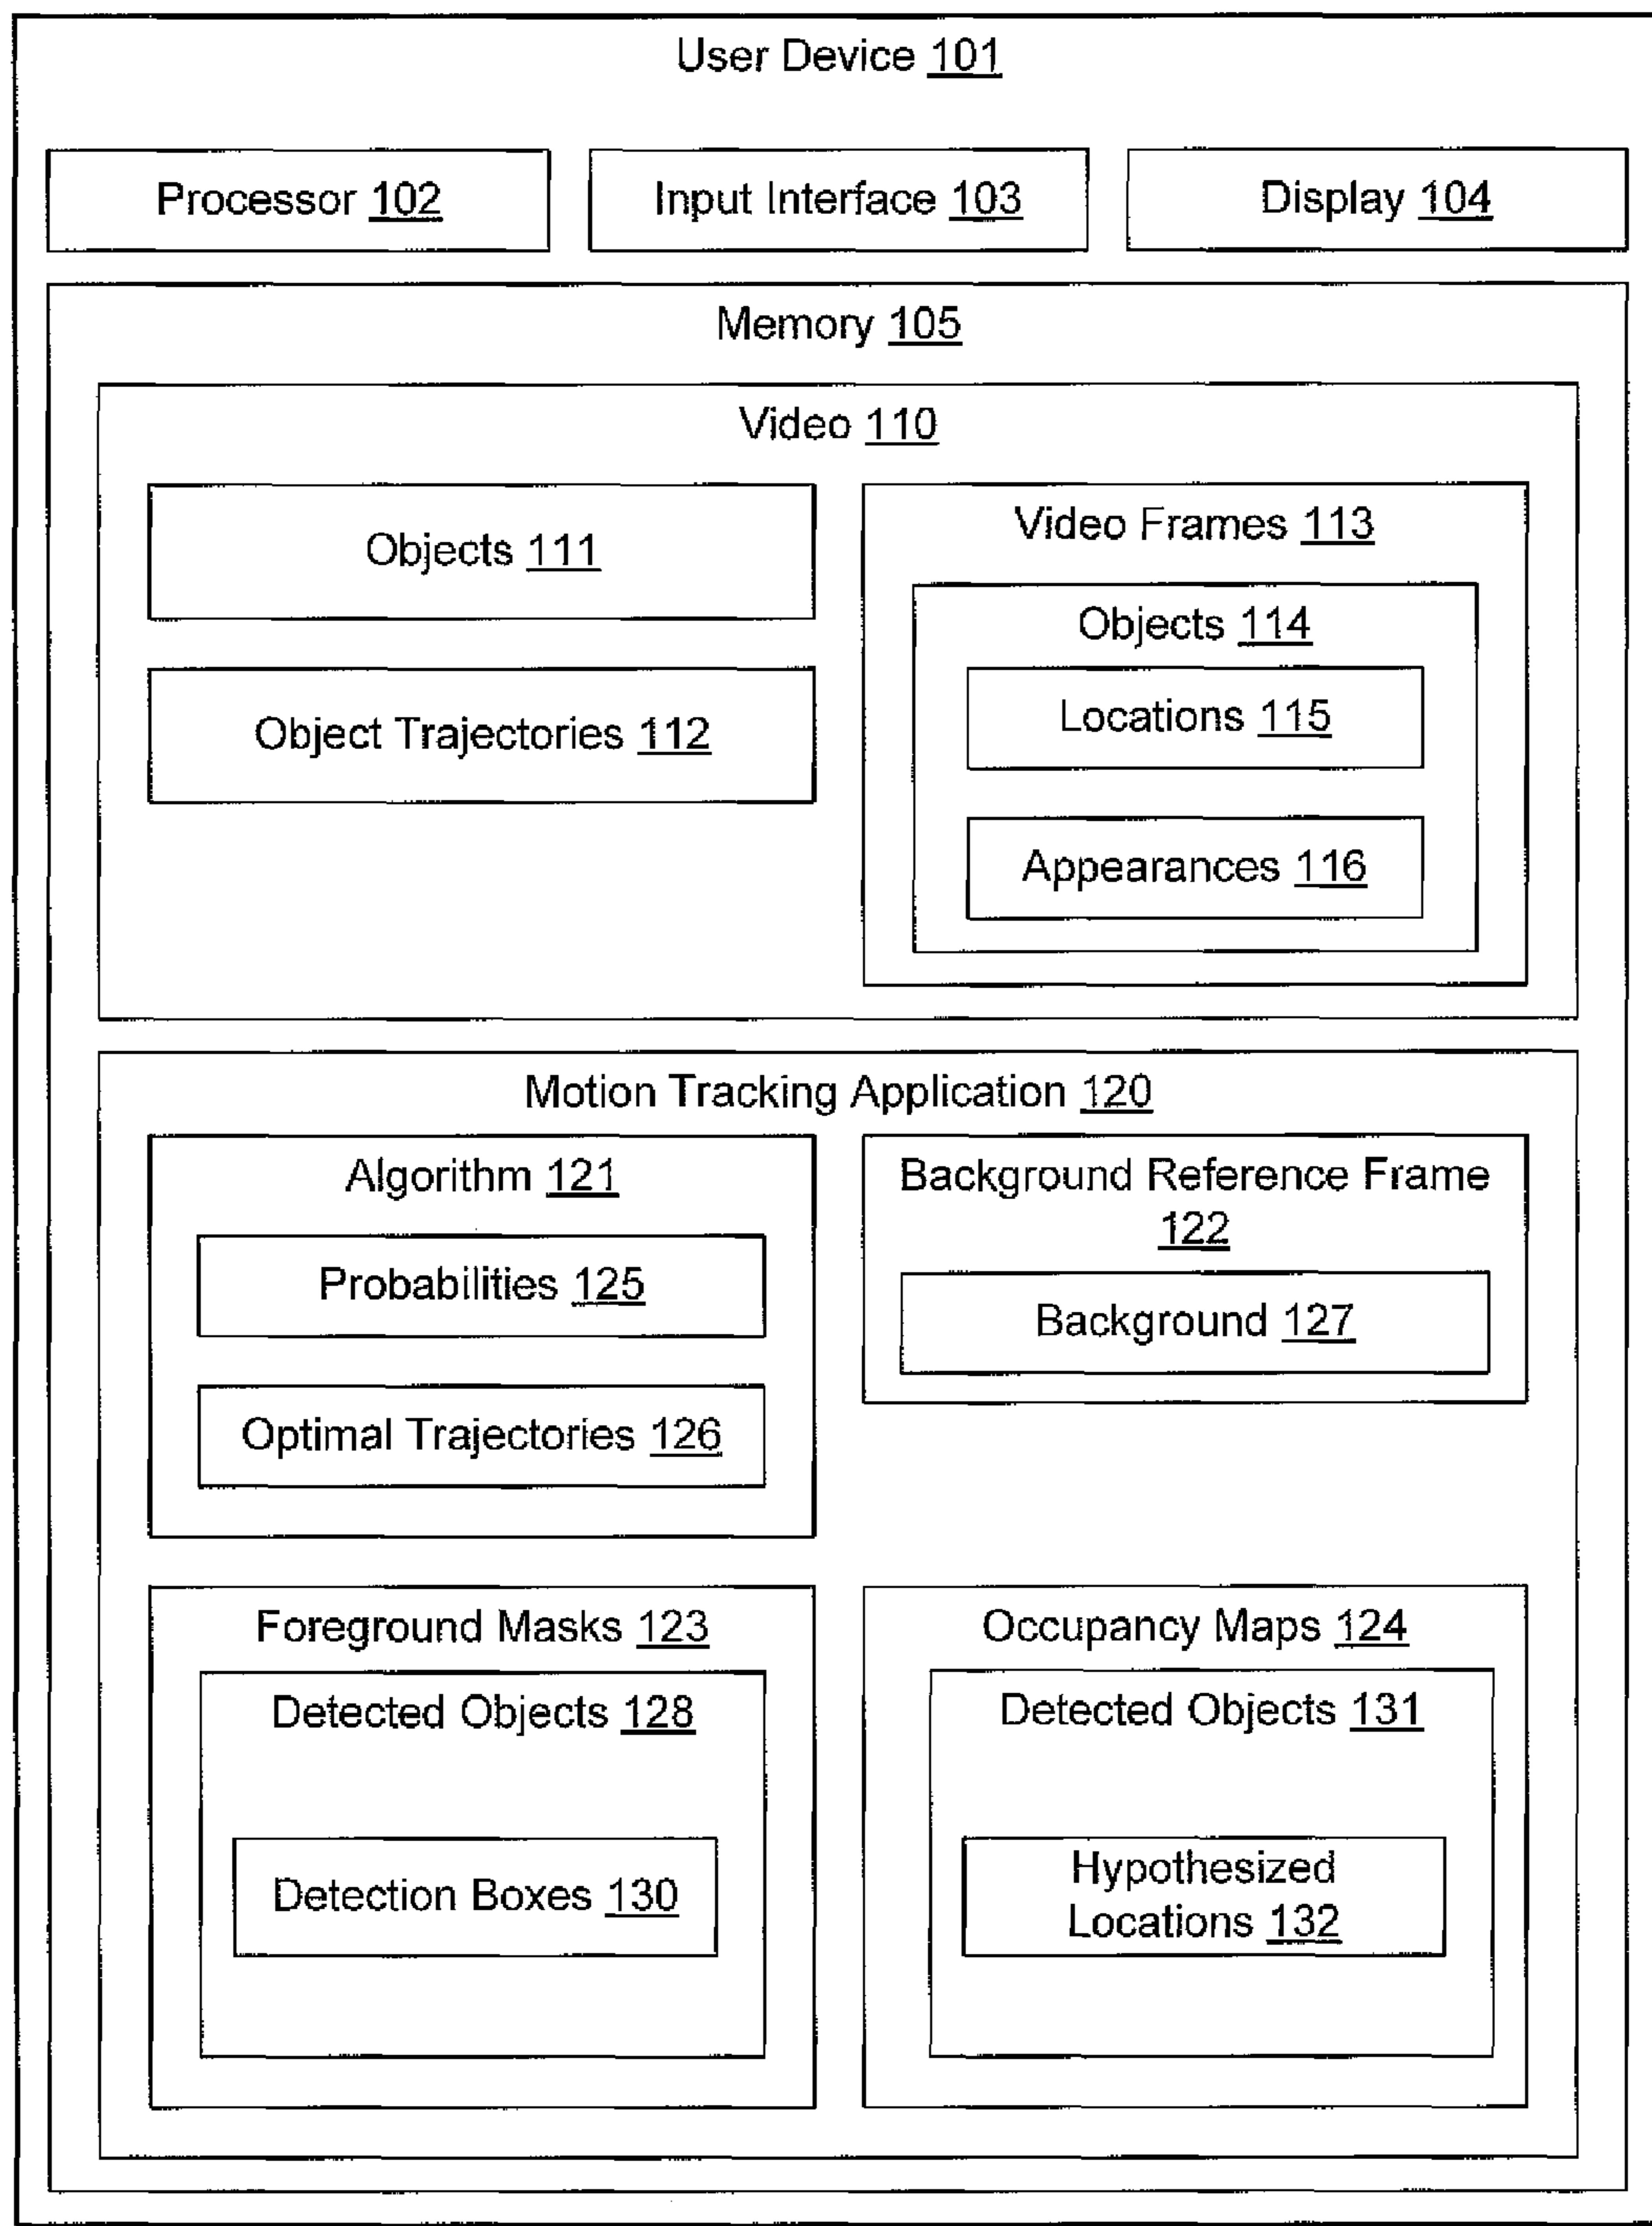 User Device 101
Processor 102
Input Interface 103
Display 104
Memory 105
Video 110
Objects 111
Object Trajectories 112
Video Frames 113
Objects 114
Locations 115
Appearances 116
Motion Tracking Application 120
Algorithm 121
Probabilities 125
Optimal Trajectories 126
Background Reference Frame
122
Background 127
Foreground Masks 123
Detected Objects 128
Detection Boxes 130
Occupancy Maps 124
Detected Objects 131
Hypothesized
Locations 132